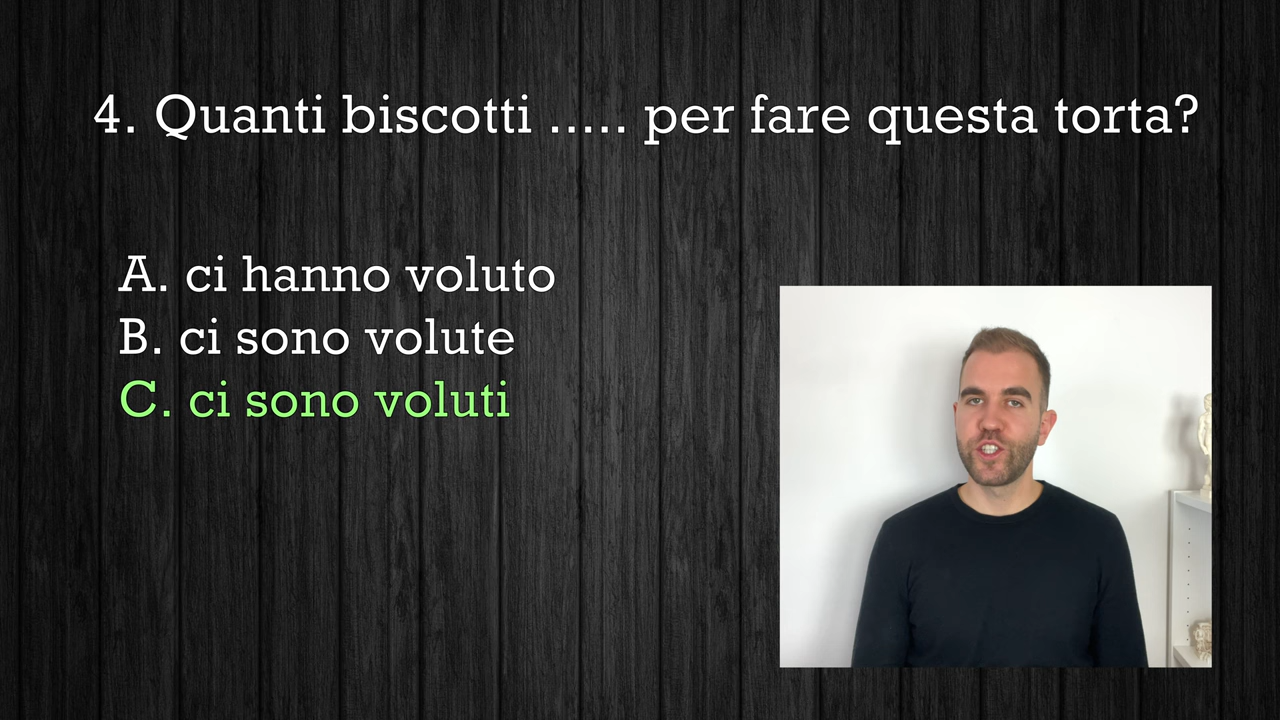 4. Quanti biscotti ..... per fare questa torta?
A. ci hanno voluto
B. ci sono volute
C. ci sono voluti